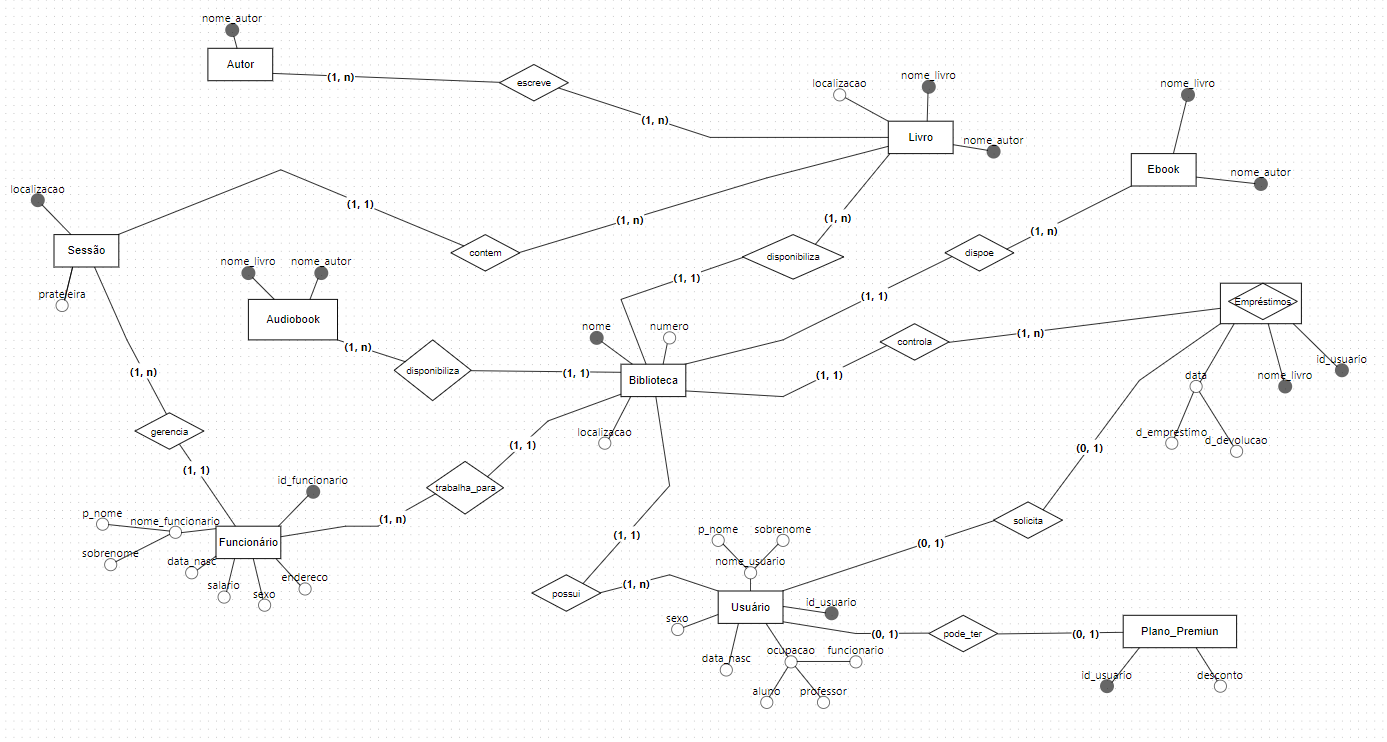 nome_autor
Autor
(1, n)
escreve
(1, n)
localizacao
nome_livro
Livro
nome_autor
nome_livro
Ebook
nome_autor
localizacao
Sessão
prateleira
(1, 1)
contem
(1, n)
(1, n)
disponibiliza
(1, 1)
(1, n)
dispoe
(1, 1)
nome_livro
nome_autor
Audiobook
(1, n)
disponibiliza
(1, 1)
nome
numero
Biblioteca
localizacao
controla
(1, n)
(1, 1)
Empréstimos
id_usuario
nome_livro
data
d_emprestimo
d_devolucao
(1, n)
gerencia
(1, 1)
(1, 1)
trabalha_para
(1, n)
id_funcionario
p_nome
nome_funcionario
sobrenome
Funcionário
data_nasc
salario
sexo
endereco
(0, 1)
solicita
(0, 1)
(1, 1)
possui
(1, n)
p_nome
sobrenome
nome_usuario
Usuário
id_usuario
sexo
data_nasc
ocupacao
funcionario
aluno
professor
(0, 1)
pode_ter
(0, 1)
Plano_Premiun
id_usuario
desconto